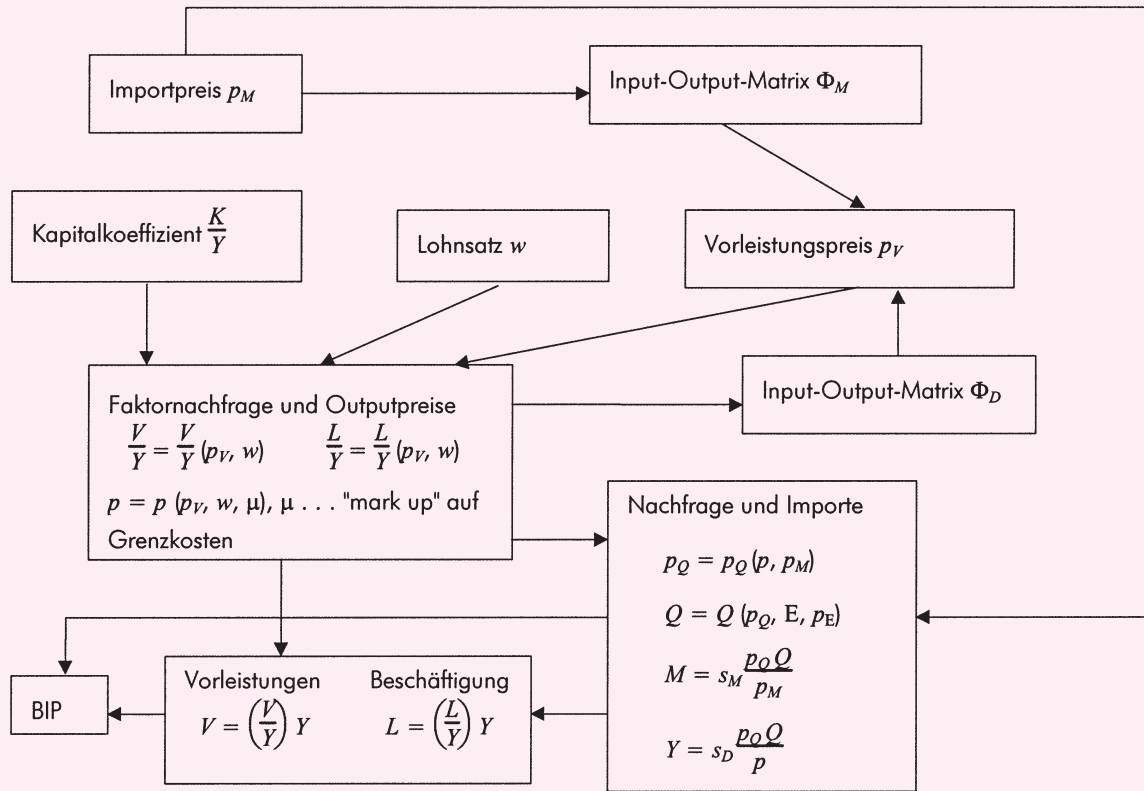 Importpreis p_M
Input-Output-Matrix Φ_M
Kapitalkoeffizient K/Y
Lohnsatz w
Vorleistungspreis p_V
Input-Output-Matrix Φ_D
Faktornachfrage und Outputpreise
V/Y = V/Y (p_V, w) L/Y = L/Y (p_V, w)
p = p (p_V, w, μ), μ . . . "mark up" auf
Grenzkosten
Nachfrage und Importe
p_Q = p_Q (p, p_M)
Q = Q (p_Q, E, p_E)
M = s_M p_Q Q / p_M
Y = s_D p_Q Q / p
Vorleistungen Beschäftigung
V = (V/Y) Y L = (L/Y) Y
BIP